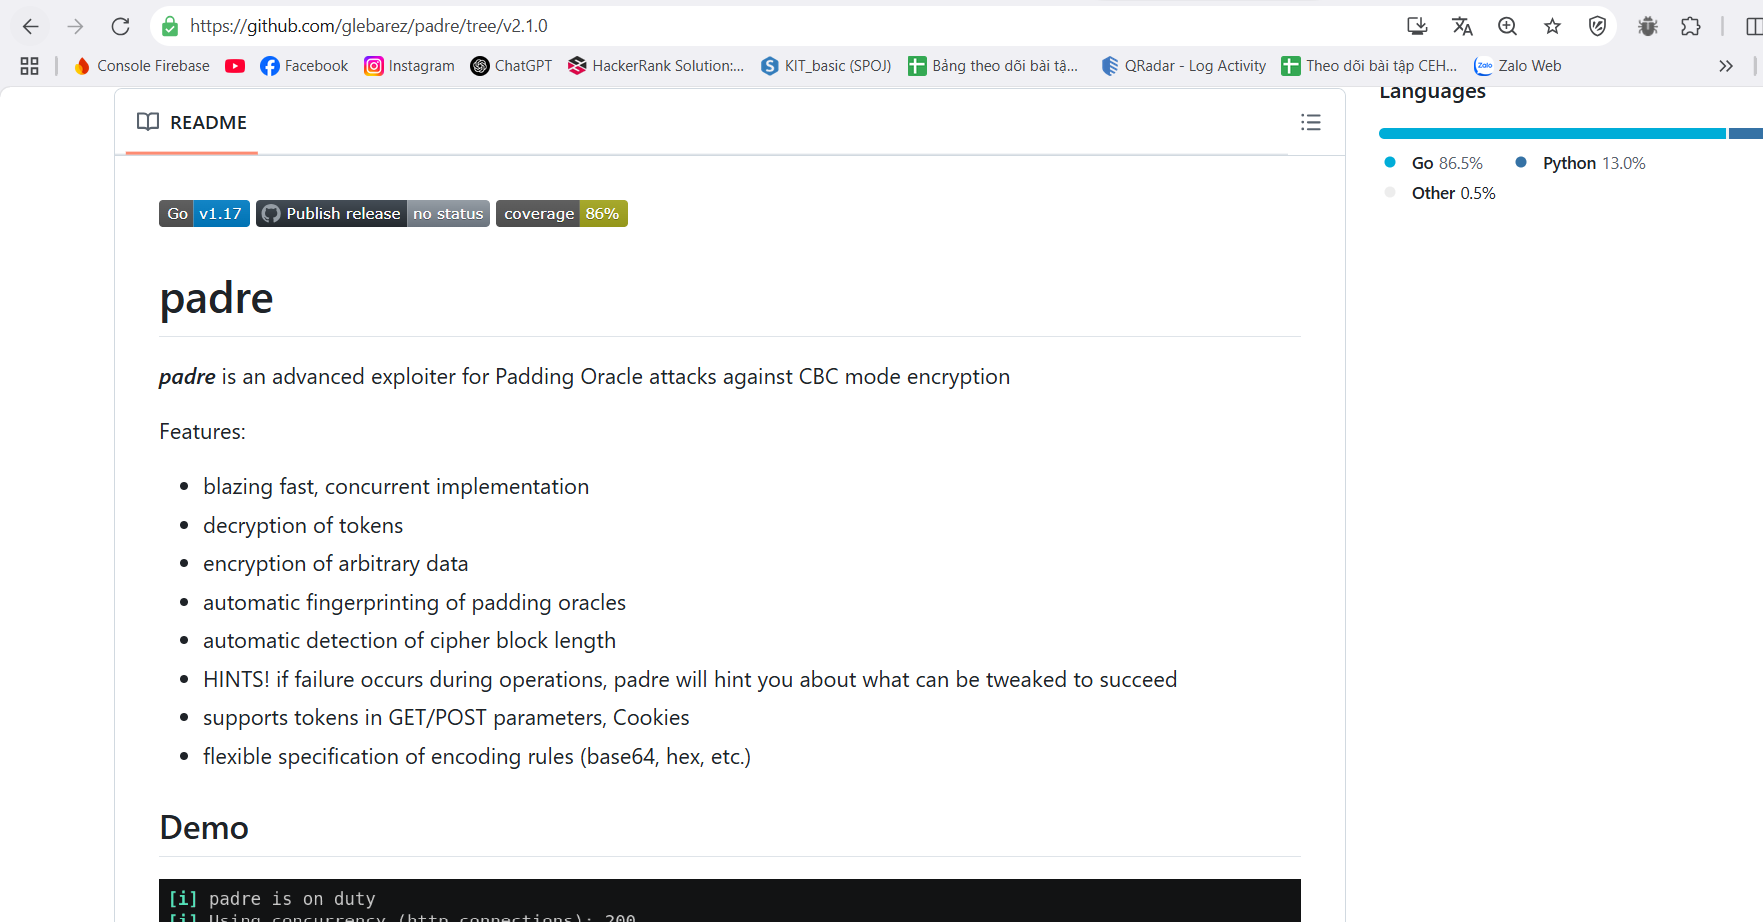 https://github.com/glebarez/padre/tree/v2.1.0
Console Firebase
Facebook
Instagram
ChatGPT
HackerRank Solution:...
KIT_basic (SPOJ)
Bảng theo dõi bài tậ...
QRadar - Log Activity
Theo dõi bài tập CEH...
Zalo
Zalo Web
README
Languages
Go 86.5%
Python 13.0%
Other 0.5%
Go v1.17
Publish release no status
coverage 86%
padre
padre is an advanced exploiter for Padding Oracle attacks against CBC mode encryption
Features:
blazing fast, concurrent implementation
decryption of tokens
encryption of arbitrary data
automatic fingerprinting of padding oracles
automatic detection of cipher block length
HINTS! if failure occurs during operations, padre will hint you about what can be tweaked to succeed
supports tokens in GET/POST parameters, Cookies
flexible specification of encoding rules (base64, hex, etc.)
Demo
[i] padre is on duty
[i] Using concurrency (http connections): 200